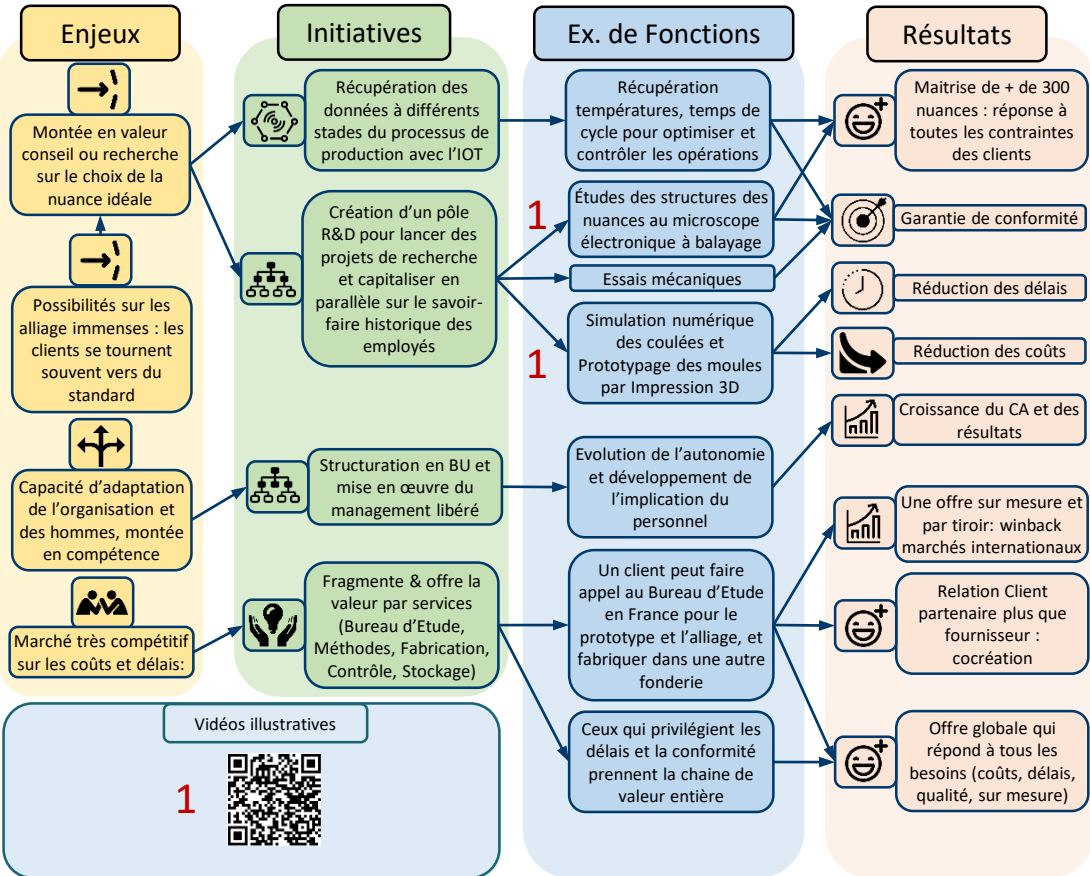 Enjeux
Montée en valeur
conseil ou recherche
sur le choix de la
nuance idéale
Possibilités sur les
alliage immenses : les
clients se tournent
souvent vers du
standard
Capacité d’adaptation
de l’organisation et
des hommes, montée
en compétence
Marché très compétitif
sur les coûts et délais:
Initiatives
Récupération des
données à différents
stades du processus de
production avec l’IOT
Création d’un pôle
R&D pour lancer des
projets de recherche
et capitaliser en
parallèle sur le savoir-
faire historique des
employés
Structuration en BU et
mise en œuvre du
management libéré
Fragmente & offre la
valeur par services
(Bureau d’Etude,
Méthodes, Fabrication,
Contrôle, Stockage)
Ex. de Fonctions
Récupération
températures, temps de
cycle pour optimiser et
contrôler les opérations
1
Études des structures des
nuances au microscope
électronique à balayage
Essais mécaniques
1
Simulation numérique
des coulées et
Prototypage des moules
par Impression 3D
Evolution de l’autonomie
et développement de
l’implication du
personnel
Un client peut faire
appel au Bureau d’Etude
en France pour le
prototype et l’alliage, et
fabriquer dans une autre
fonderie
Ceux qui privilégient les
délais et la conformité
prennent la chaine de
valeur entière
Résultats
Maitrise de + de 300
nuances : réponse à
toutes les contraintes
des clients
Garantie de conformité
Réduction des délais
Réduction des coûts
Croissance du CA et des
résultats
Une offre sur mesure et
par tiroir: winback
marchés internationaux
Relation Client
partenaire plus que
fournisseur :
cocréation
Offre globale qui
répond à tous les
besoins (coûts, délais,
qualité, sur mesure)
Vidéos illustratives
1